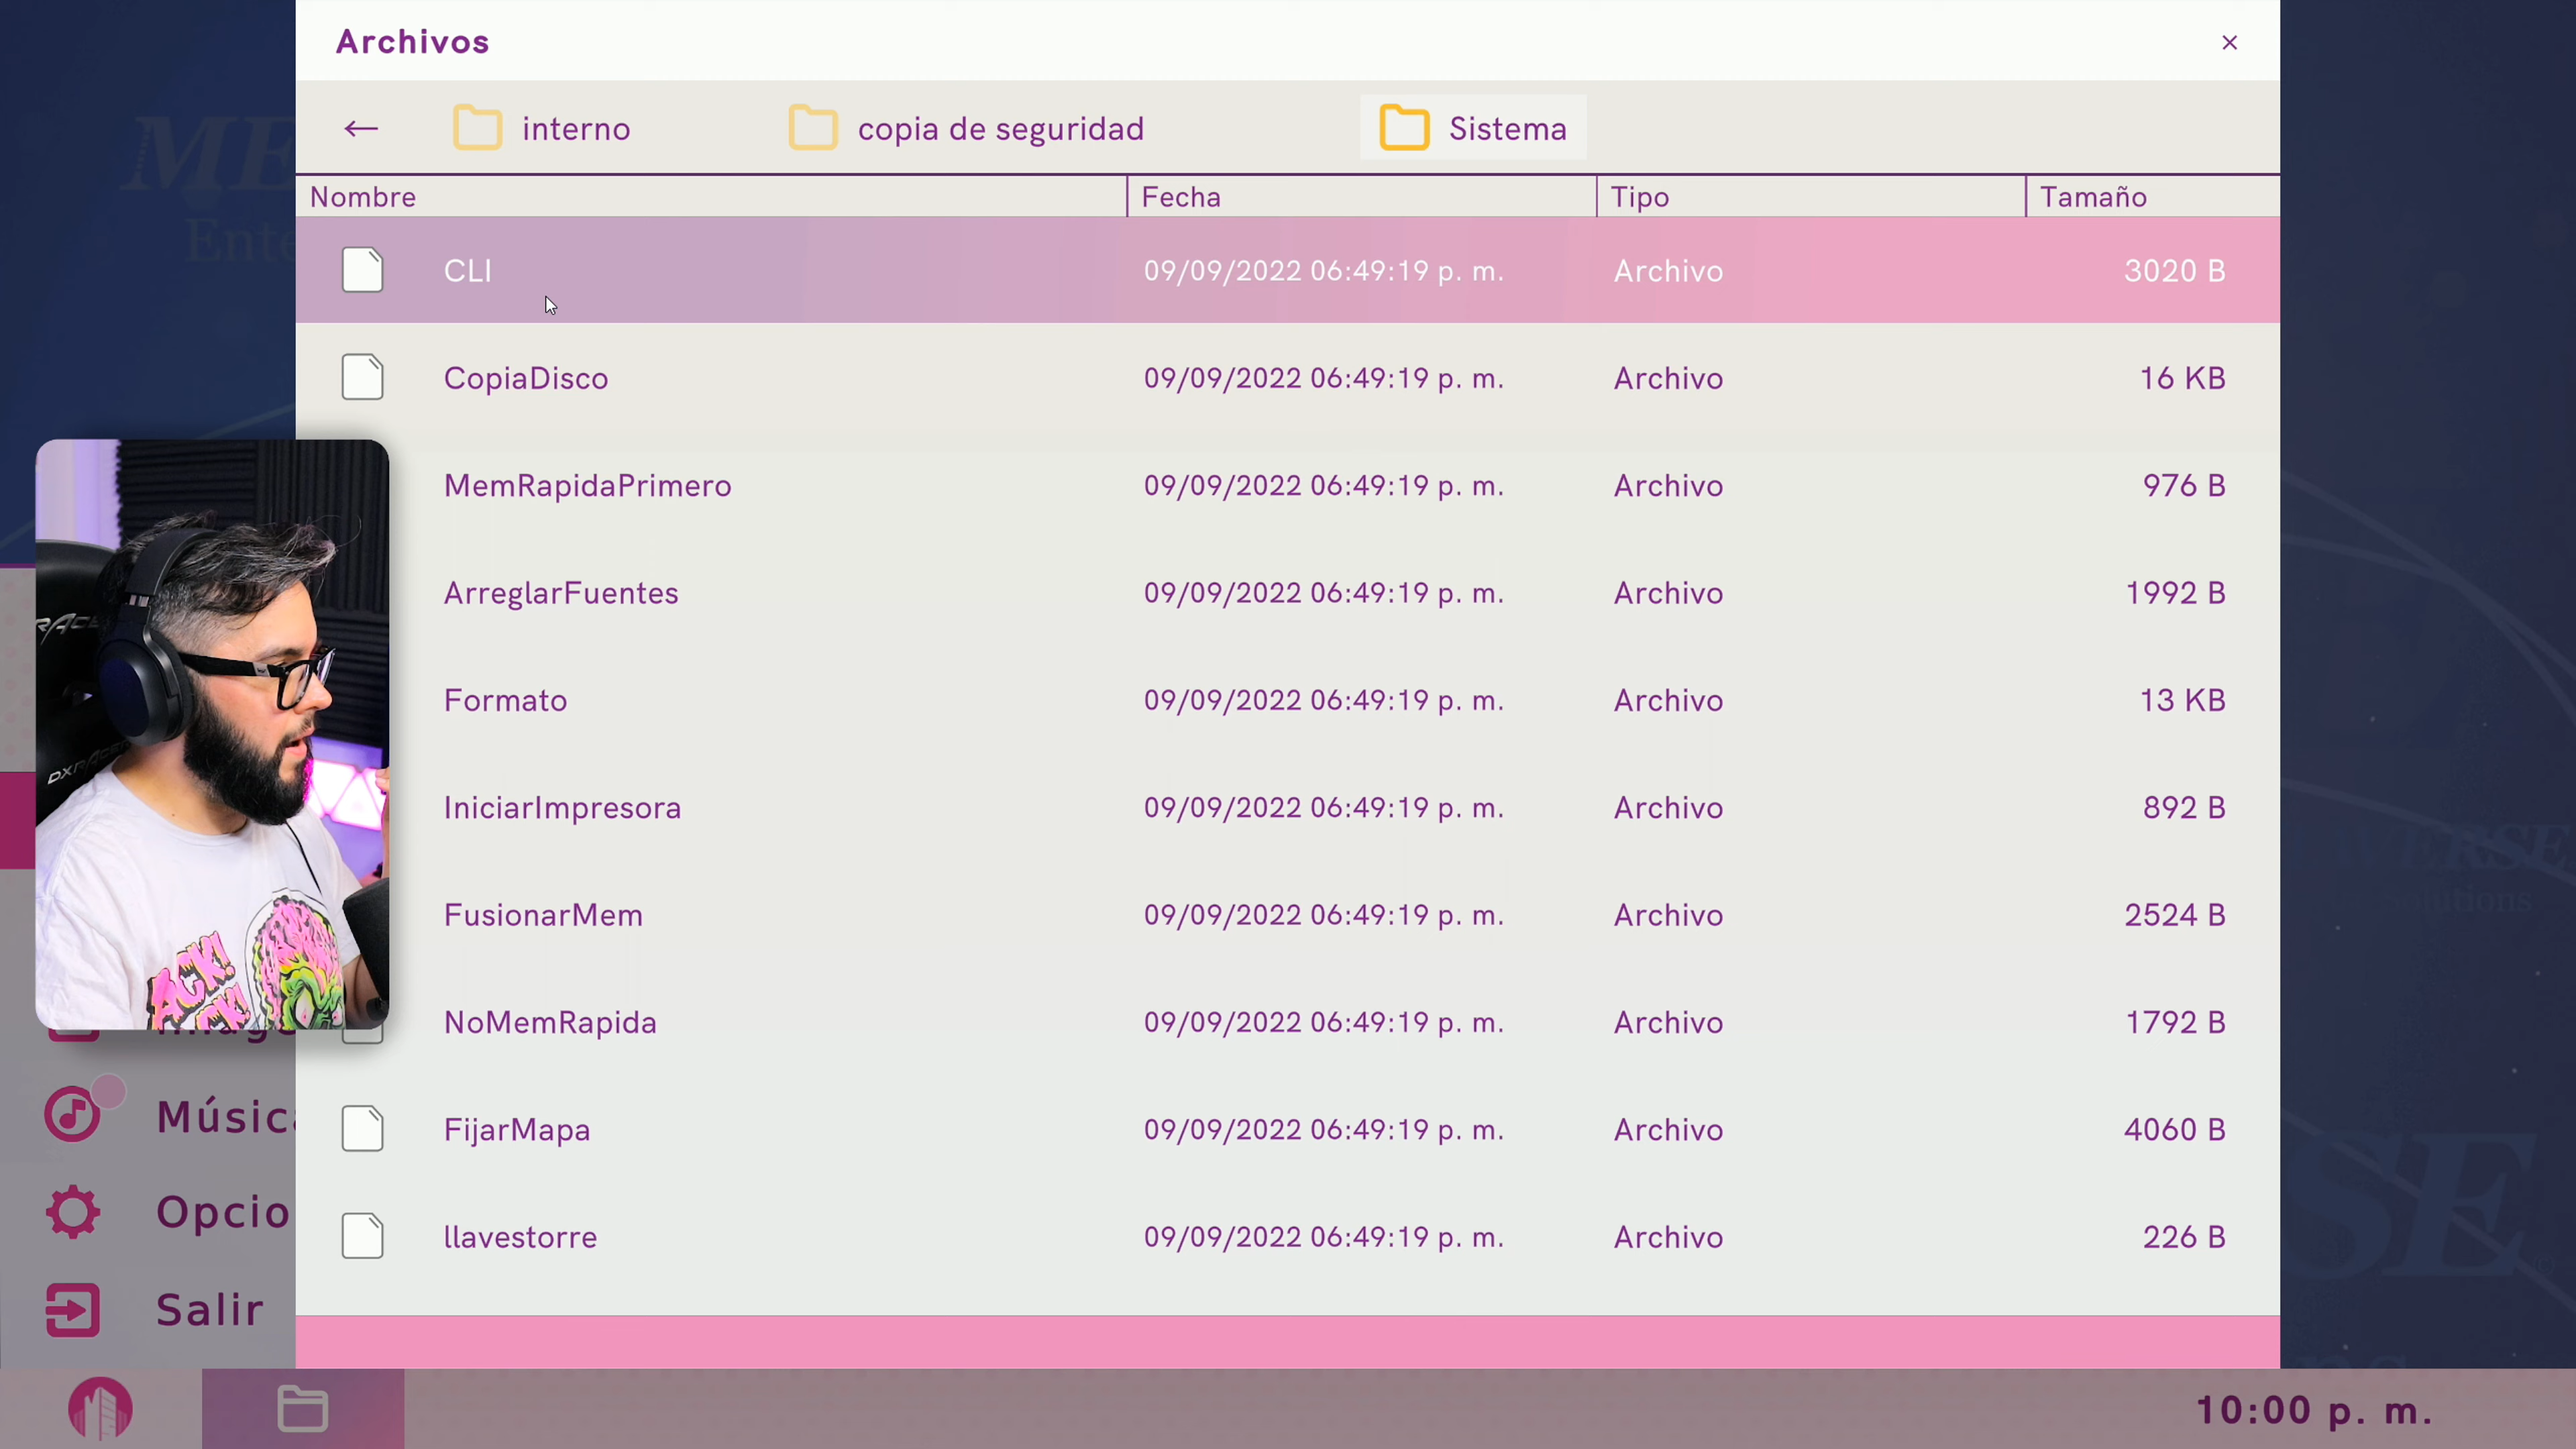 Archivos
← interno copia de seguridad Sistema
Nombre Fecha Tipo Tamaño
CLI 09/09/2022 06:49:19 p. m. Archivo 3020 B
CopiaDisco 09/09/2022 06:49:19 p. m. Archivo 16 KB
MemRapidaPrimero 09/09/2022 06:49:19 p. m. Archivo 976 B
ArreglarFuentes 09/09/2022 06:49:19 p. m. Archivo 1992 B
Formato 09/09/2022 06:49:19 p. m. Archivo 13 KB
IniciarImpresora 09/09/2022 06:49:19 p. m. Archivo 892 B
FusionarMem 09/09/2022 06:49:19 p. m. Archivo 2524 B
NoMemRapida 09/09/2022 06:49:19 p. m. Archivo 1792 B
FijarMapa 09/09/2022 06:49:19 p. m. Archivo 4060 B
llavestorre 09/09/2022 06:49:19 p. m. Archivo 226 B
Músic
Opcio
Salir
10:00 p. m.